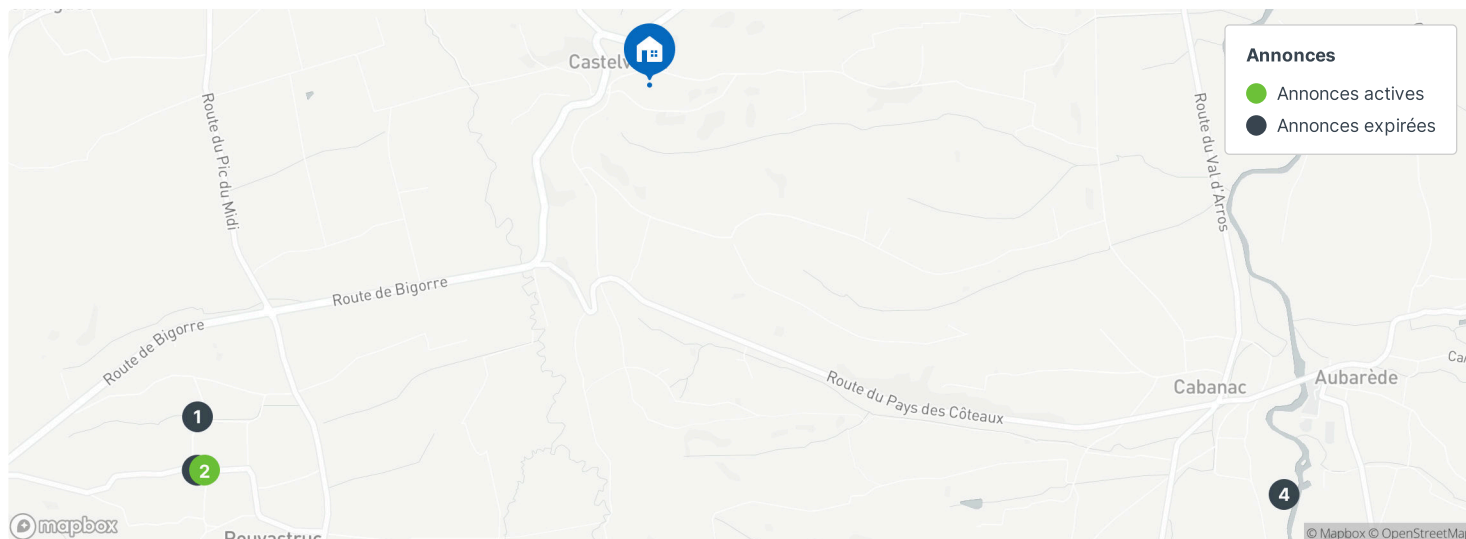 Castelv
Annonces
Annonces actives
Annonces expirées
Route du Pic du Midi
Route du Val d'Arros
Route de Bigorre
Route de Bigorre
Route du Pays des Côteaux
Cabanac
Aubarède
1
2
4
mapbox
© Mapbox © OpenStreetMap